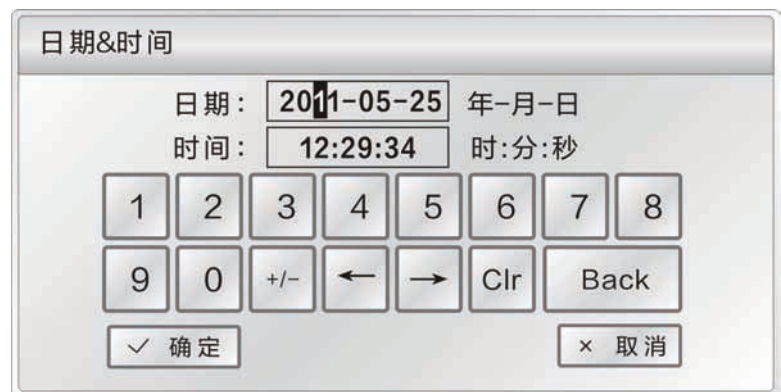 日期&时间
日期： 2011-05-25 年-月-日
时间： 12:29:34 时:分:秒
1 2 3 4 5 6 7 8
9 0 +/- ← → Clr Back
✓ 确定 × 取消